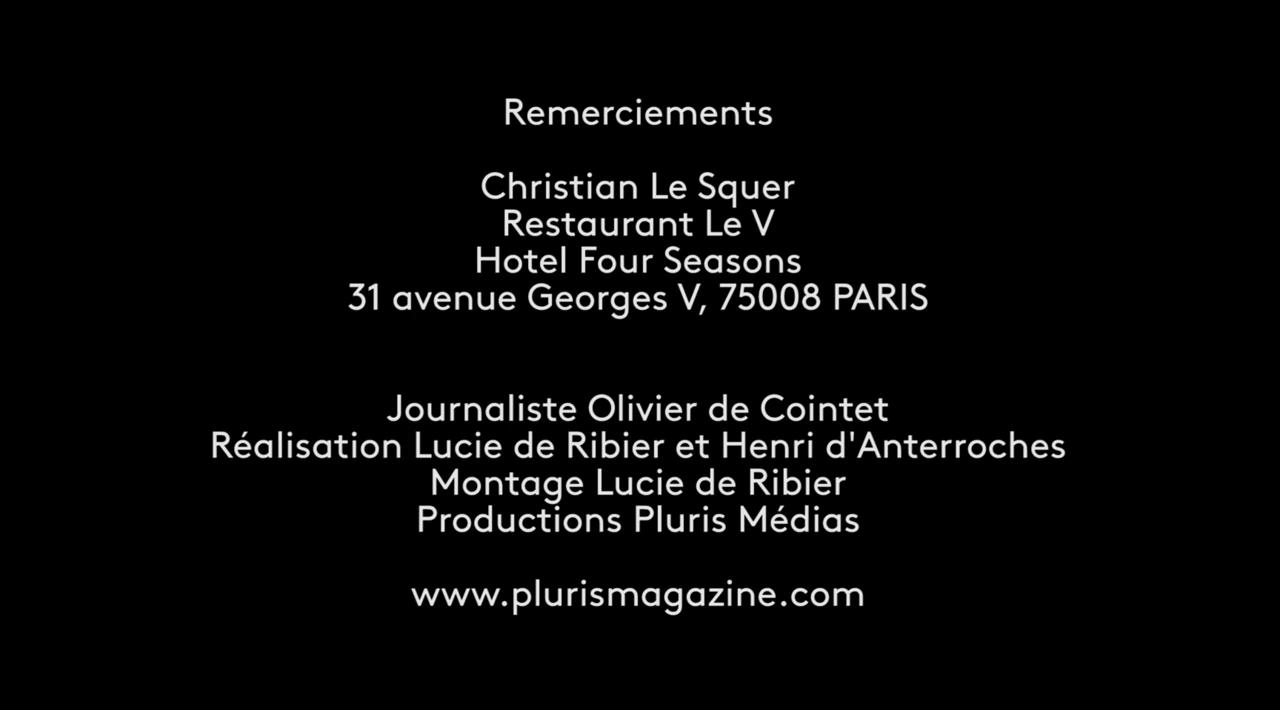 Remerciements
Christian Le Squer
Restaurant Le V
Hotel Four Seasons
31 avenue Georges V, 75008 PARIS
Journaliste Olivier de Cointet
Réalisation Lucie de Ribier et Henri d'Anterroches
Montage Lucie de Ribier
Productions Pluris Médias
www.plurismagazine.com